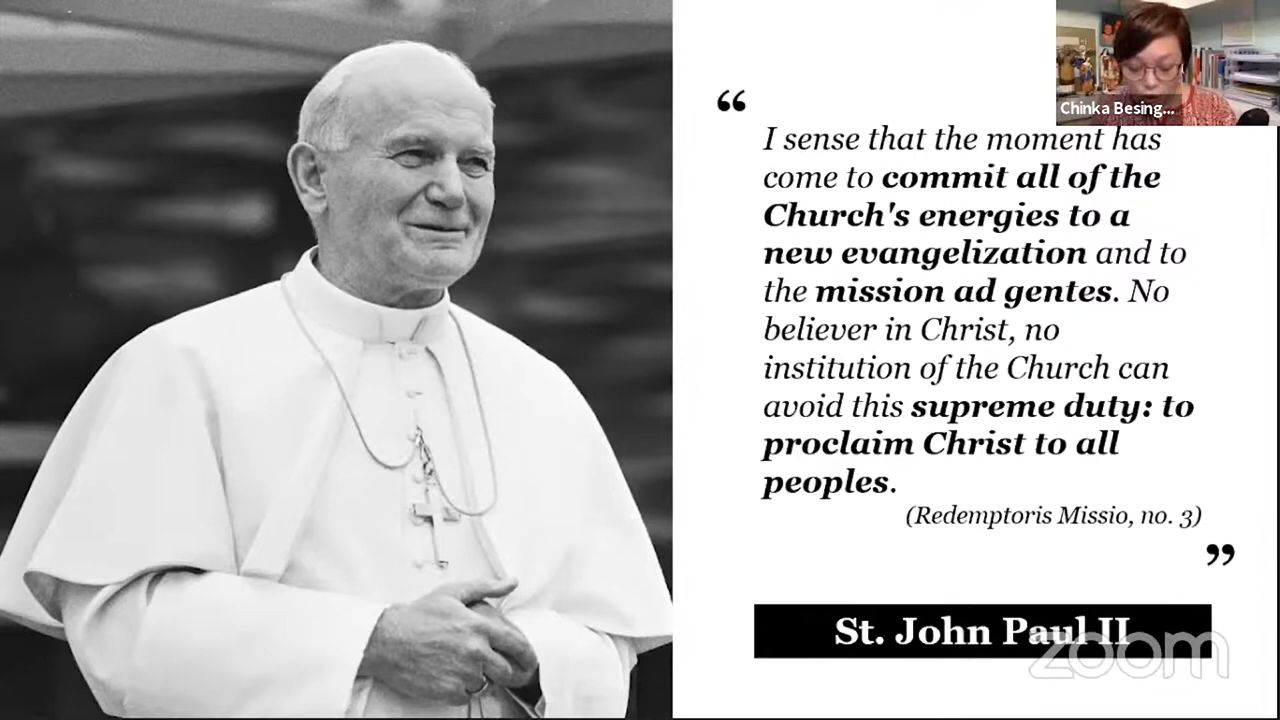 Chinka Besing...
“
I sense that the moment has
come to commit all of the
Church's energies to a
new evangelization and to
the mission ad gentes. No
believer in Christ, no
institution of the Church can
avoid this supreme duty: to
proclaim Christ to all
peoples.
(Redemptoris Missio, no. 3)
”
St. John Paul II
zoom